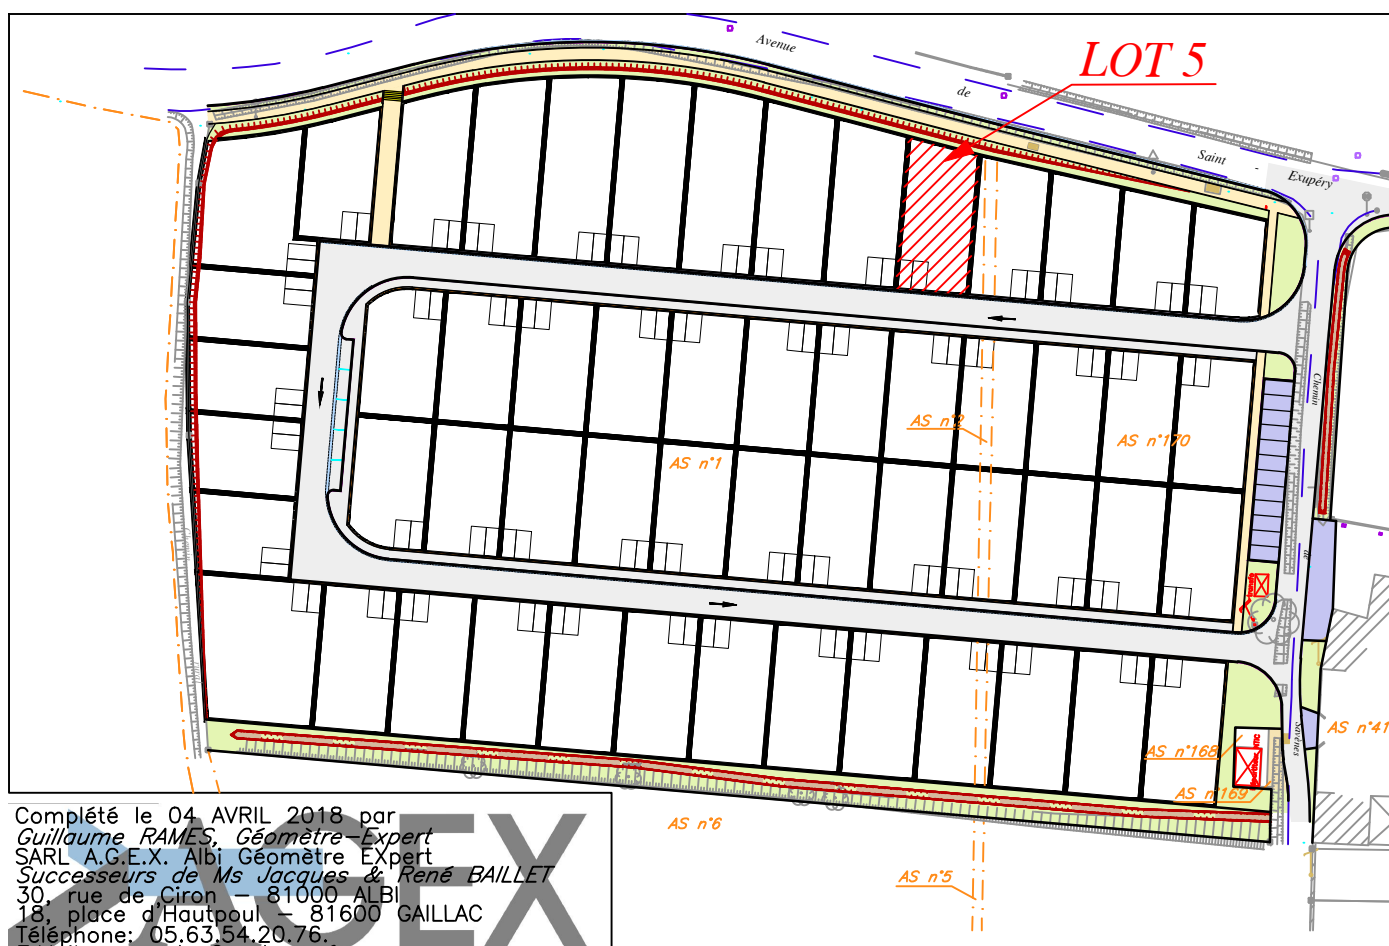 Avenue
de
Saint
-
Exupéry
LOT 5
Chemin
de
Savènes
AS n°2
AS n°170
AS n°1
AS n°168
AS n°169
AS n°41
AS n°6
AS n°5
Complété le 04 AVRIL 2018 par
Guillaume RAMES, Géomètre-Expert
SARL A.G.E.X. Albi Géomètre EXpert
Successeurs de Ms Jacques & René BAILLET
30, rue de Ciron - 81000 ALBI
18, place d'Hautpoul - 81600 GAILLAC
Téléphone: 05.63.54.20.76.
AGEX